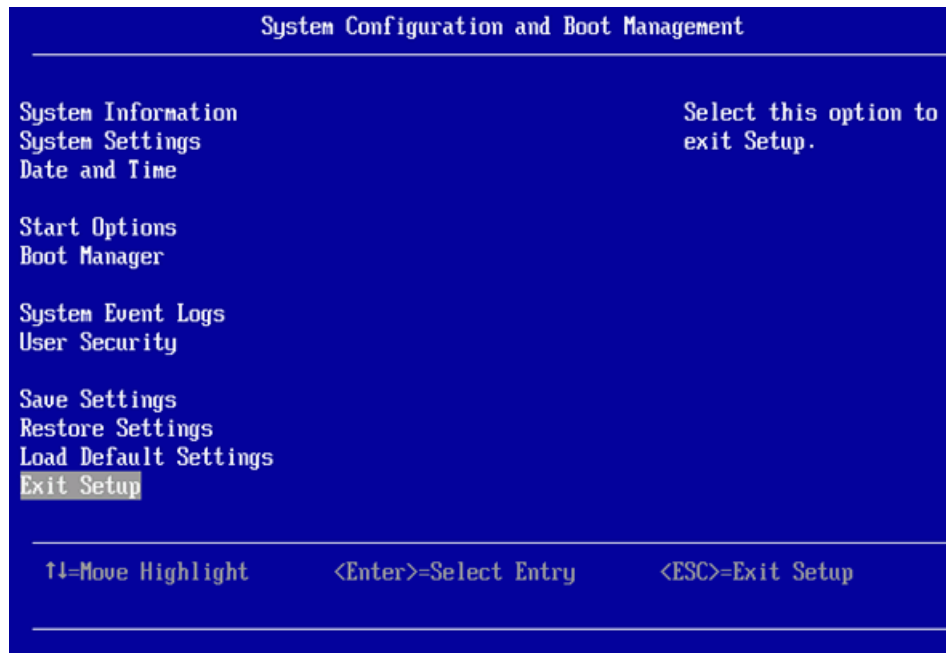 System Configuration and Boot Management
System Information
System Settings
Date and Time
Start Options
Boot Manager
System Event Logs
User Security
Save Settings
Restore Settings
Load Default Settings
Exit Setup
Select this option to
exit Setup.
↑↓=Move Highlight <Enter>=Select Entry <ESC>=Exit Setup